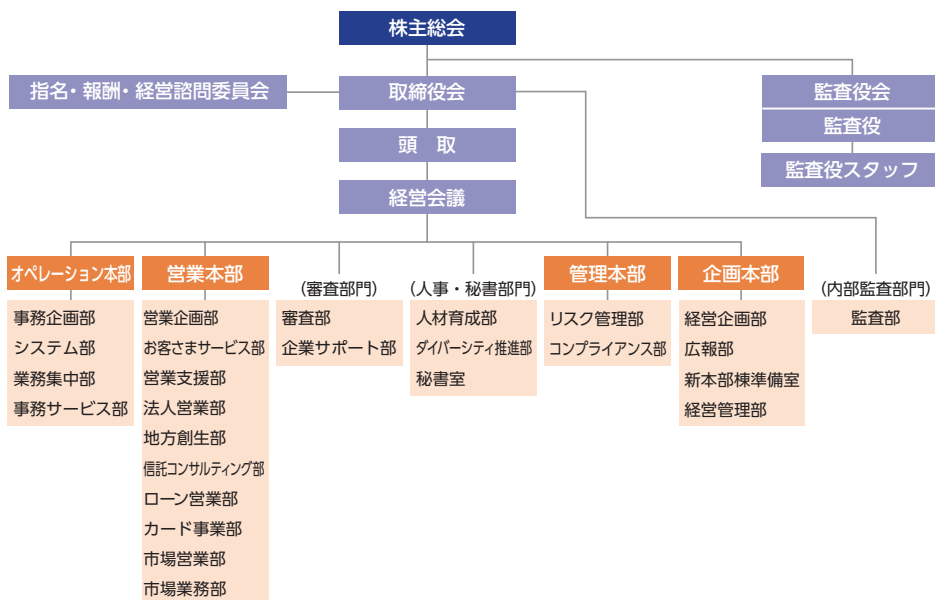 株主総会
指名・報酬・経営諮問委員会
取締役会
監査役会
監査役
監査役スタッフ
頭　取
経営会議
オペレーション本部
事務企画部
システム部
業務集中部
事務サービス部
営業本部
営業企画部
お客さまサービス部
営業支援部
法人営業部
地方創生部
信託コンサルティング部
ローン営業部
カード事業部
市場営業部
市場業務部
(審査部門)
審査部
企業サポート部
(人事・秘書部門)
人材育成部
ダイバーシティ推進部
秘書室
管理本部
リスク管理部
コンプライアンス部
企画本部
経営企画部
広報部
新本部棟準備室
経営管理部
(内部監査部門)
監査部